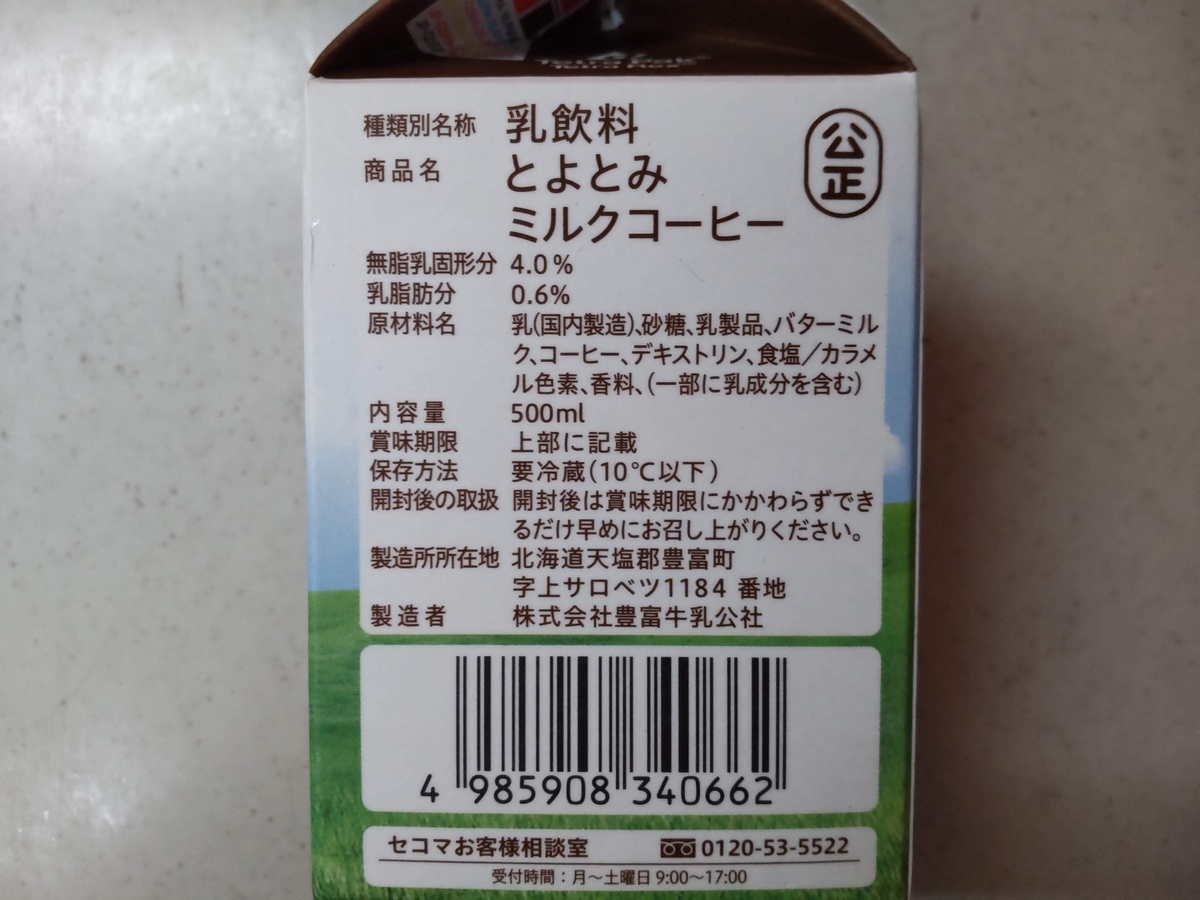 Tetra Pak
Tetra Rex
種類別名称 乳飲料
公正
商品名 とよとみ
ミルクコーヒー
無脂乳固形分 4.0%
乳脂肪分 0.6%
原材料名 乳(国内製造)、砂糖、乳製品、バターミル
ク、コーヒー、デキストリン、食塩／カラメ
ル色素、香料、(一部に乳成分を含む)
内容量 500ml
賞味期限 上部に記載
保存方法 要冷蔵(10℃以下)
開封後の取扱 開封後は賞味期限にかかわらずでき
るだけ早めにお召し上がりください。
製造所所在地 北海道天塩郡豊富町
字上サロベツ1184 番地
製造者 株式会社豊富牛乳公社
4 985908 340662
セコマお客様相談室 0120-53-5522
受付時間：月～土曜日 9:00～17:00